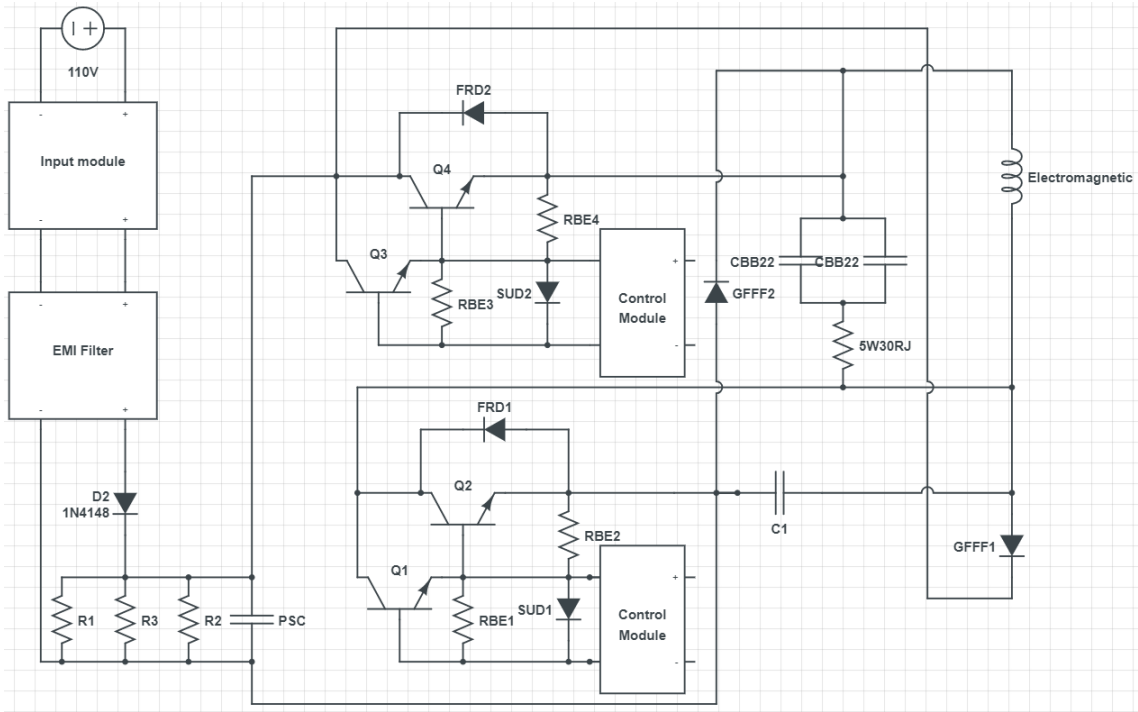 110V
- +
Input module
- +
- +
EMI Filter
- +
D2
1N4148
R1
R3
R2
PSC
FRD2
Q4
RBE4
Q3
RBE3
SUD2
+
Control
Module
-
GFFF2
CBB22
CBB22
5W30RJ
Electromagnetic
FRD1
Q2
RBE2
Q1
RBE1
SUD1
+
Control
Module
-
C1
GFFF1